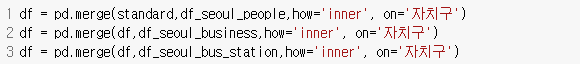 1 df = pd.merge(standard,df_seoul_people,how='inner', on='자치구')
2 df = pd.merge(df,df_seoul_business,how='inner', on='자치구')
3 df = pd.merge(df,df_seoul_bus_station,how='inner', on='자치구')